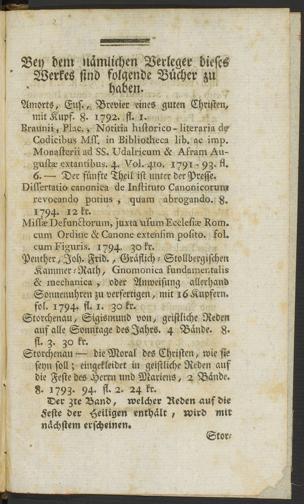 Bey dem nämlichen Verleger dieses
Werkes sind folgende Bücher zu
haben.
Amorts, Eus., Brevier eines guten Christen,
mit Kupf. 8. 1792. fl. 1.
Braunii, Plac., Notitia historico-literaria de
Codicibus Mss. in Bibliotheca lib. ac imp.
Monasterii ad SS. Udalricum & Afram Au-
gustæ extantibus. 4. Vol. 4to. 1791-93. fl.
6. — Der fünfte Theil ist unter der Presse.
Dissertatio canonica de Instituto Canonicorum
revocando potius, quam abrogando. 8.
1794. 12 kr.
Missæ Defunctorum, juxta usum Ecclesiæ Rom.
cum Ordine & Canone extensim posito. fol.
cum Figuris. 1794. 30 kr.
Penther, Joh. Frid., Gräflich-Stollbergischen
Kammer-Rath, Gnomonica fundamentalis
& mechanica, oder Anweisung allerhand
Sonnenuhren zu verfertigen, mit 16 Kupfern.
fol. 1794. fl. 1. 30 kr.
Storchenau, Sigismund von, geistliche Reden
auf alle Sonntage des Jahrs. 4 Bände. 8.
fl. 3. 30 kr.
Storchenau — die Moral des Christen, wie sie
seyn soll; eingekleidet in geistliche Reden auf
die Feste des Herrn und Mariens, 2 Bände.
8. 1793. 94. fl. 2. 24 kr.
Der 3te Band, welcher Reden auf die
Feste der Heiligen enthält, wird mit
nächstem erscheinen.
Stor-